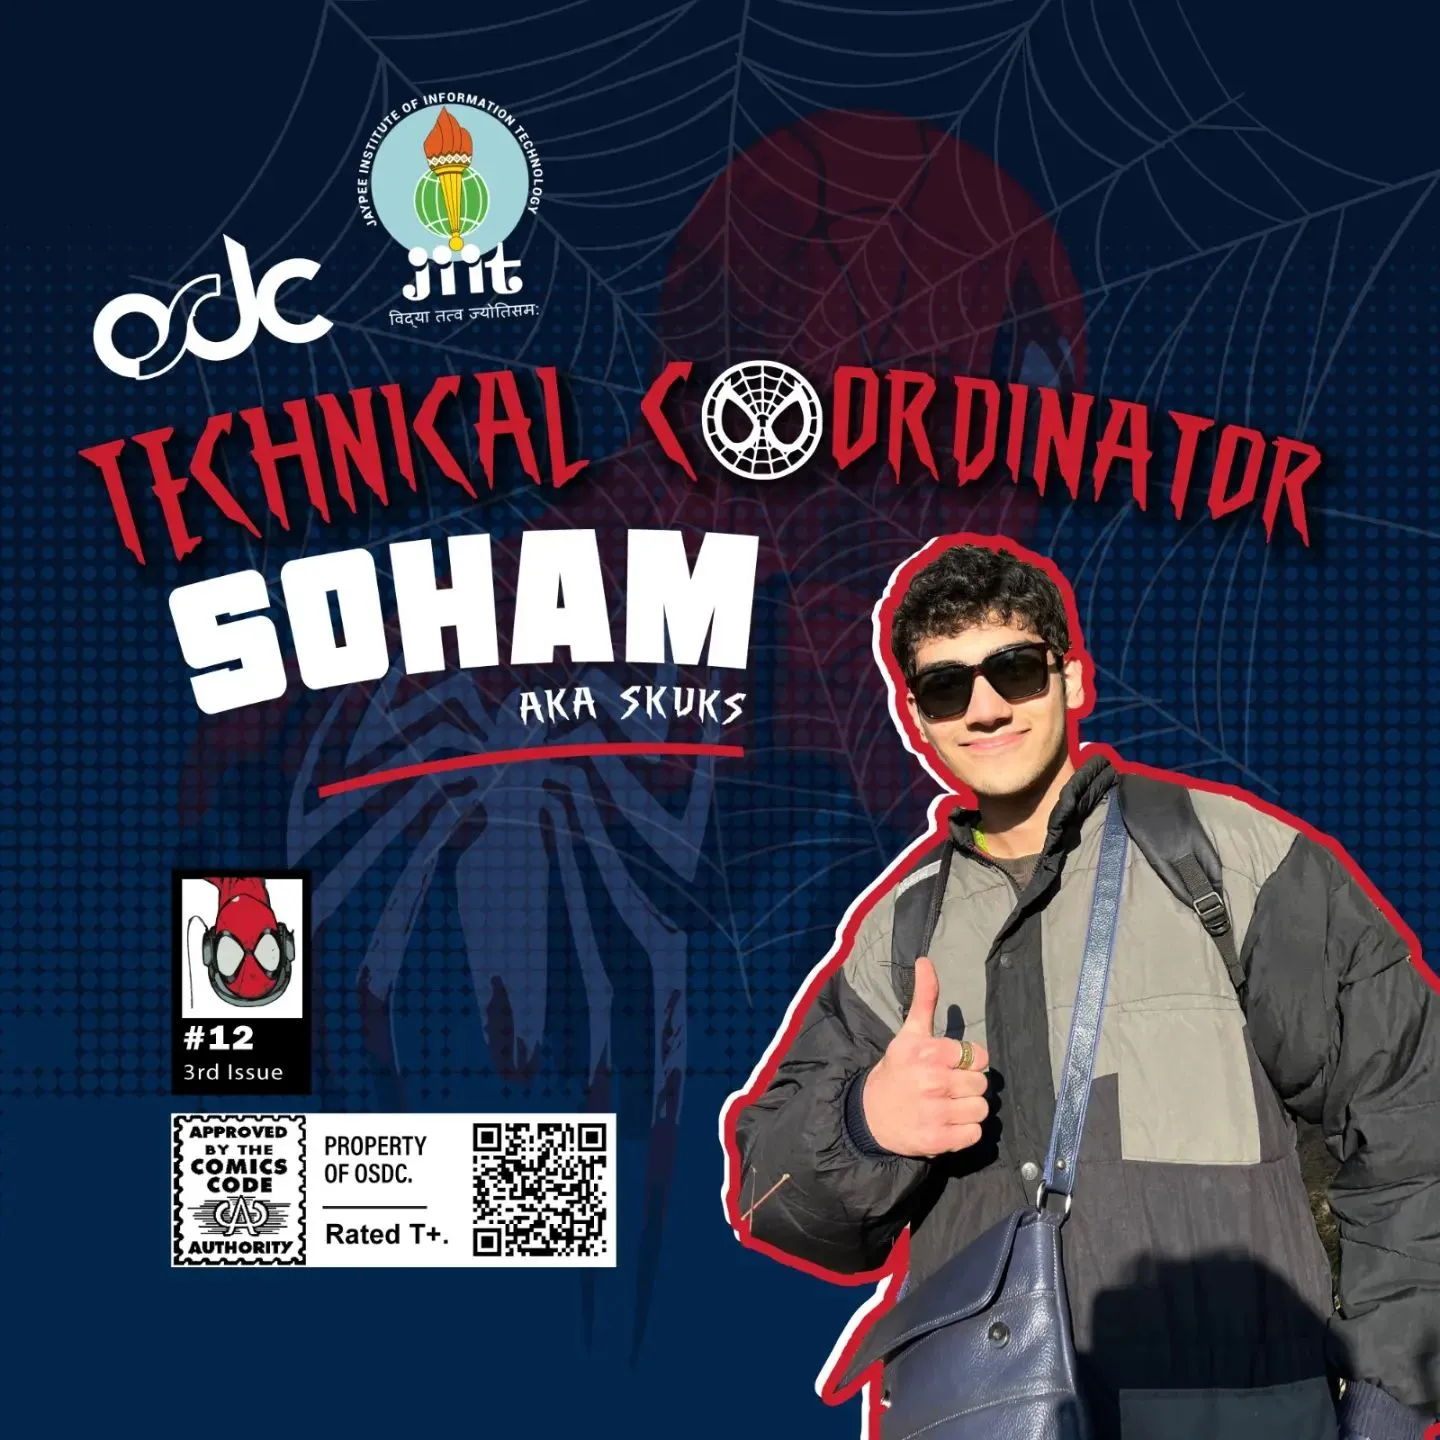 JAYPEE INSTITUTE OF INFORMATION TECHNOLOGY
osdc
jiit
विद्या तत्व ज्योतिसमः
TECHNICAL COORDINATOR
SOHAM
AKA SKUKS
#12
3rd Issue
APPROVED
BY THE
COMICS
CODE
CA
AUTHORITY
PROPERTY
OF OSDC.
Rated T+.